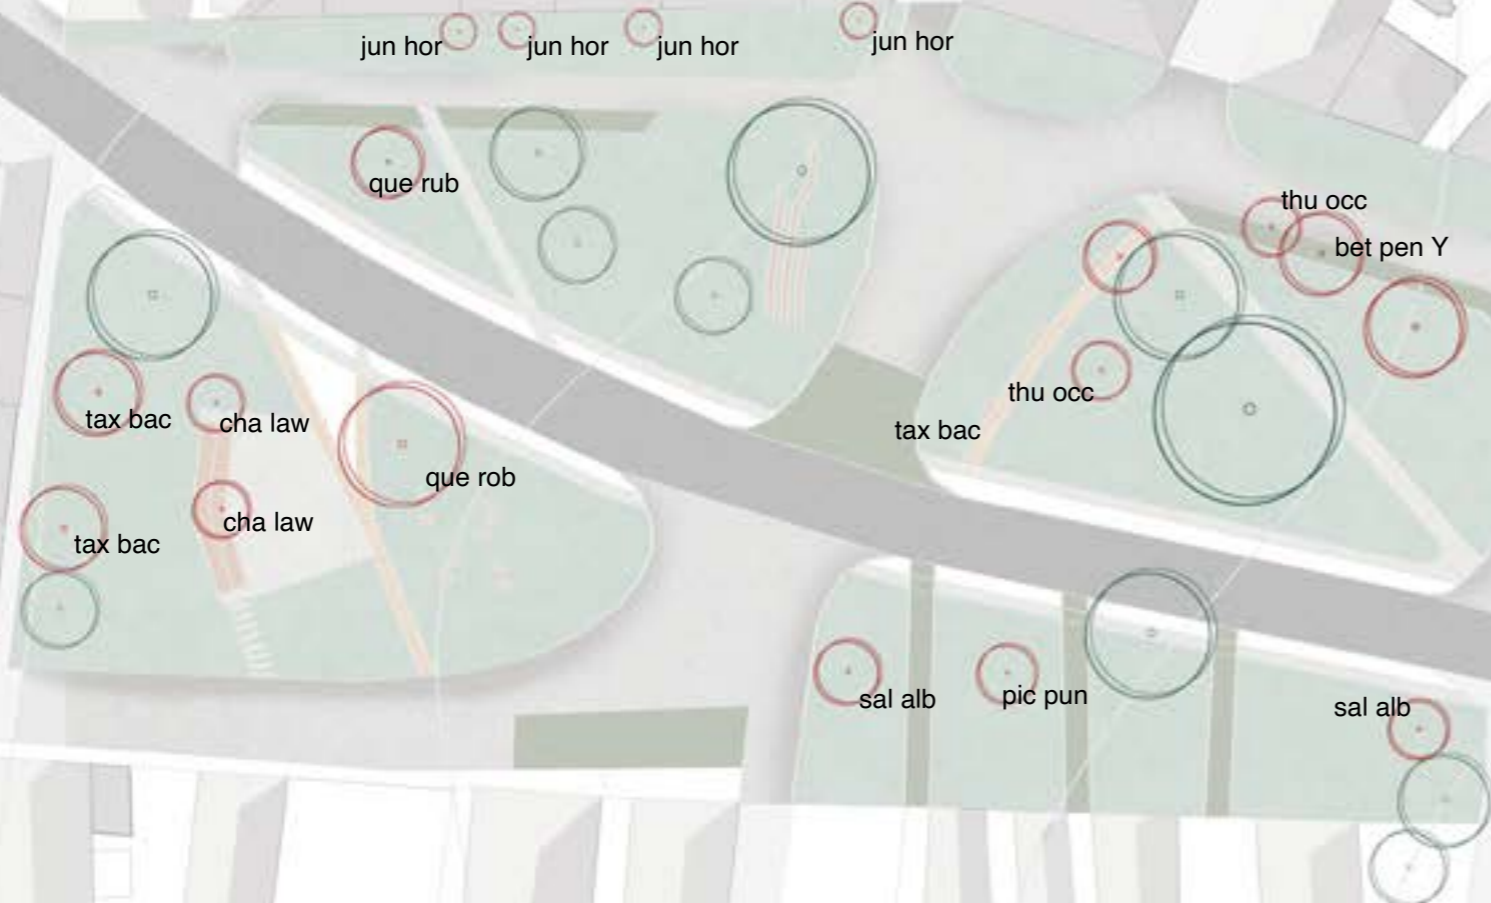 jun hor
jun hor
jun hor
jun hor
que rub
thu occ
bet pen Y
thu occ
tax bac
cha law
tax bac
que rob
cha law
tax bac
sal alb
pic pun
sal alb